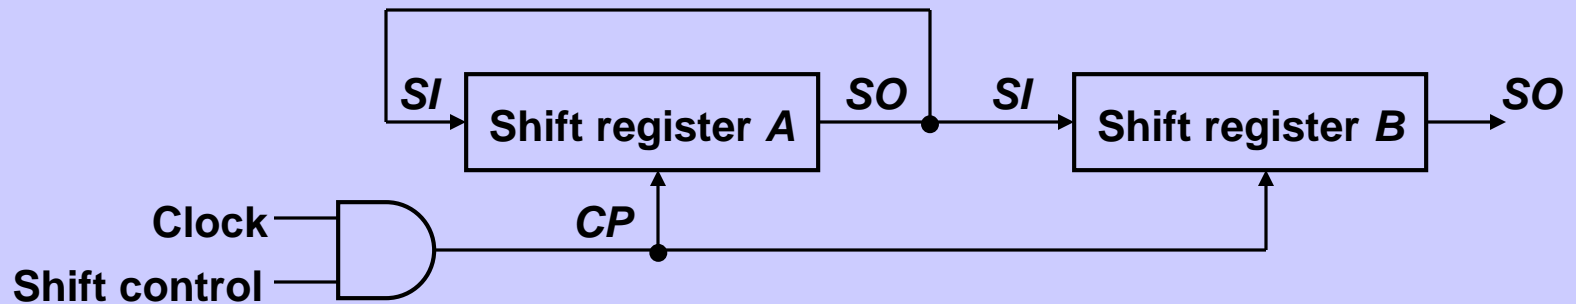 SI
Shift register A
SO
SI
Shift register B
SO
Clock
CP
Shift control